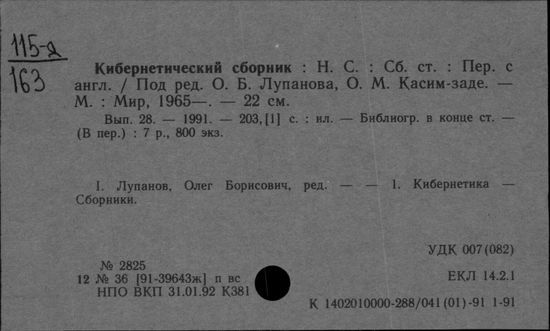 115-я
163
Кибернетический сборник : Н. С. : Сб. ст. : Пер. с
англ. / Под ред. О. Б. Лупанова, О. М. Касим-заде. —
М. : Мир, 1965—. — 22 см.
Вып. 28. — 1991. — 203, [1] с. : ил. — Библиогр. в конце ст. —
(В пер.) : 7 р., 800 экз.
I. Лупанов, Олег Борисович, ред. — — 1. Кибернетика —
Сборники.
УДК 007(082)
№ 2825
12 № 36 [91-39643ж] п вс
ЕКЛ 14.2.1
НПО ВКП 31.01.92 К381
К 1402010000-288/041(01)-91 1-91